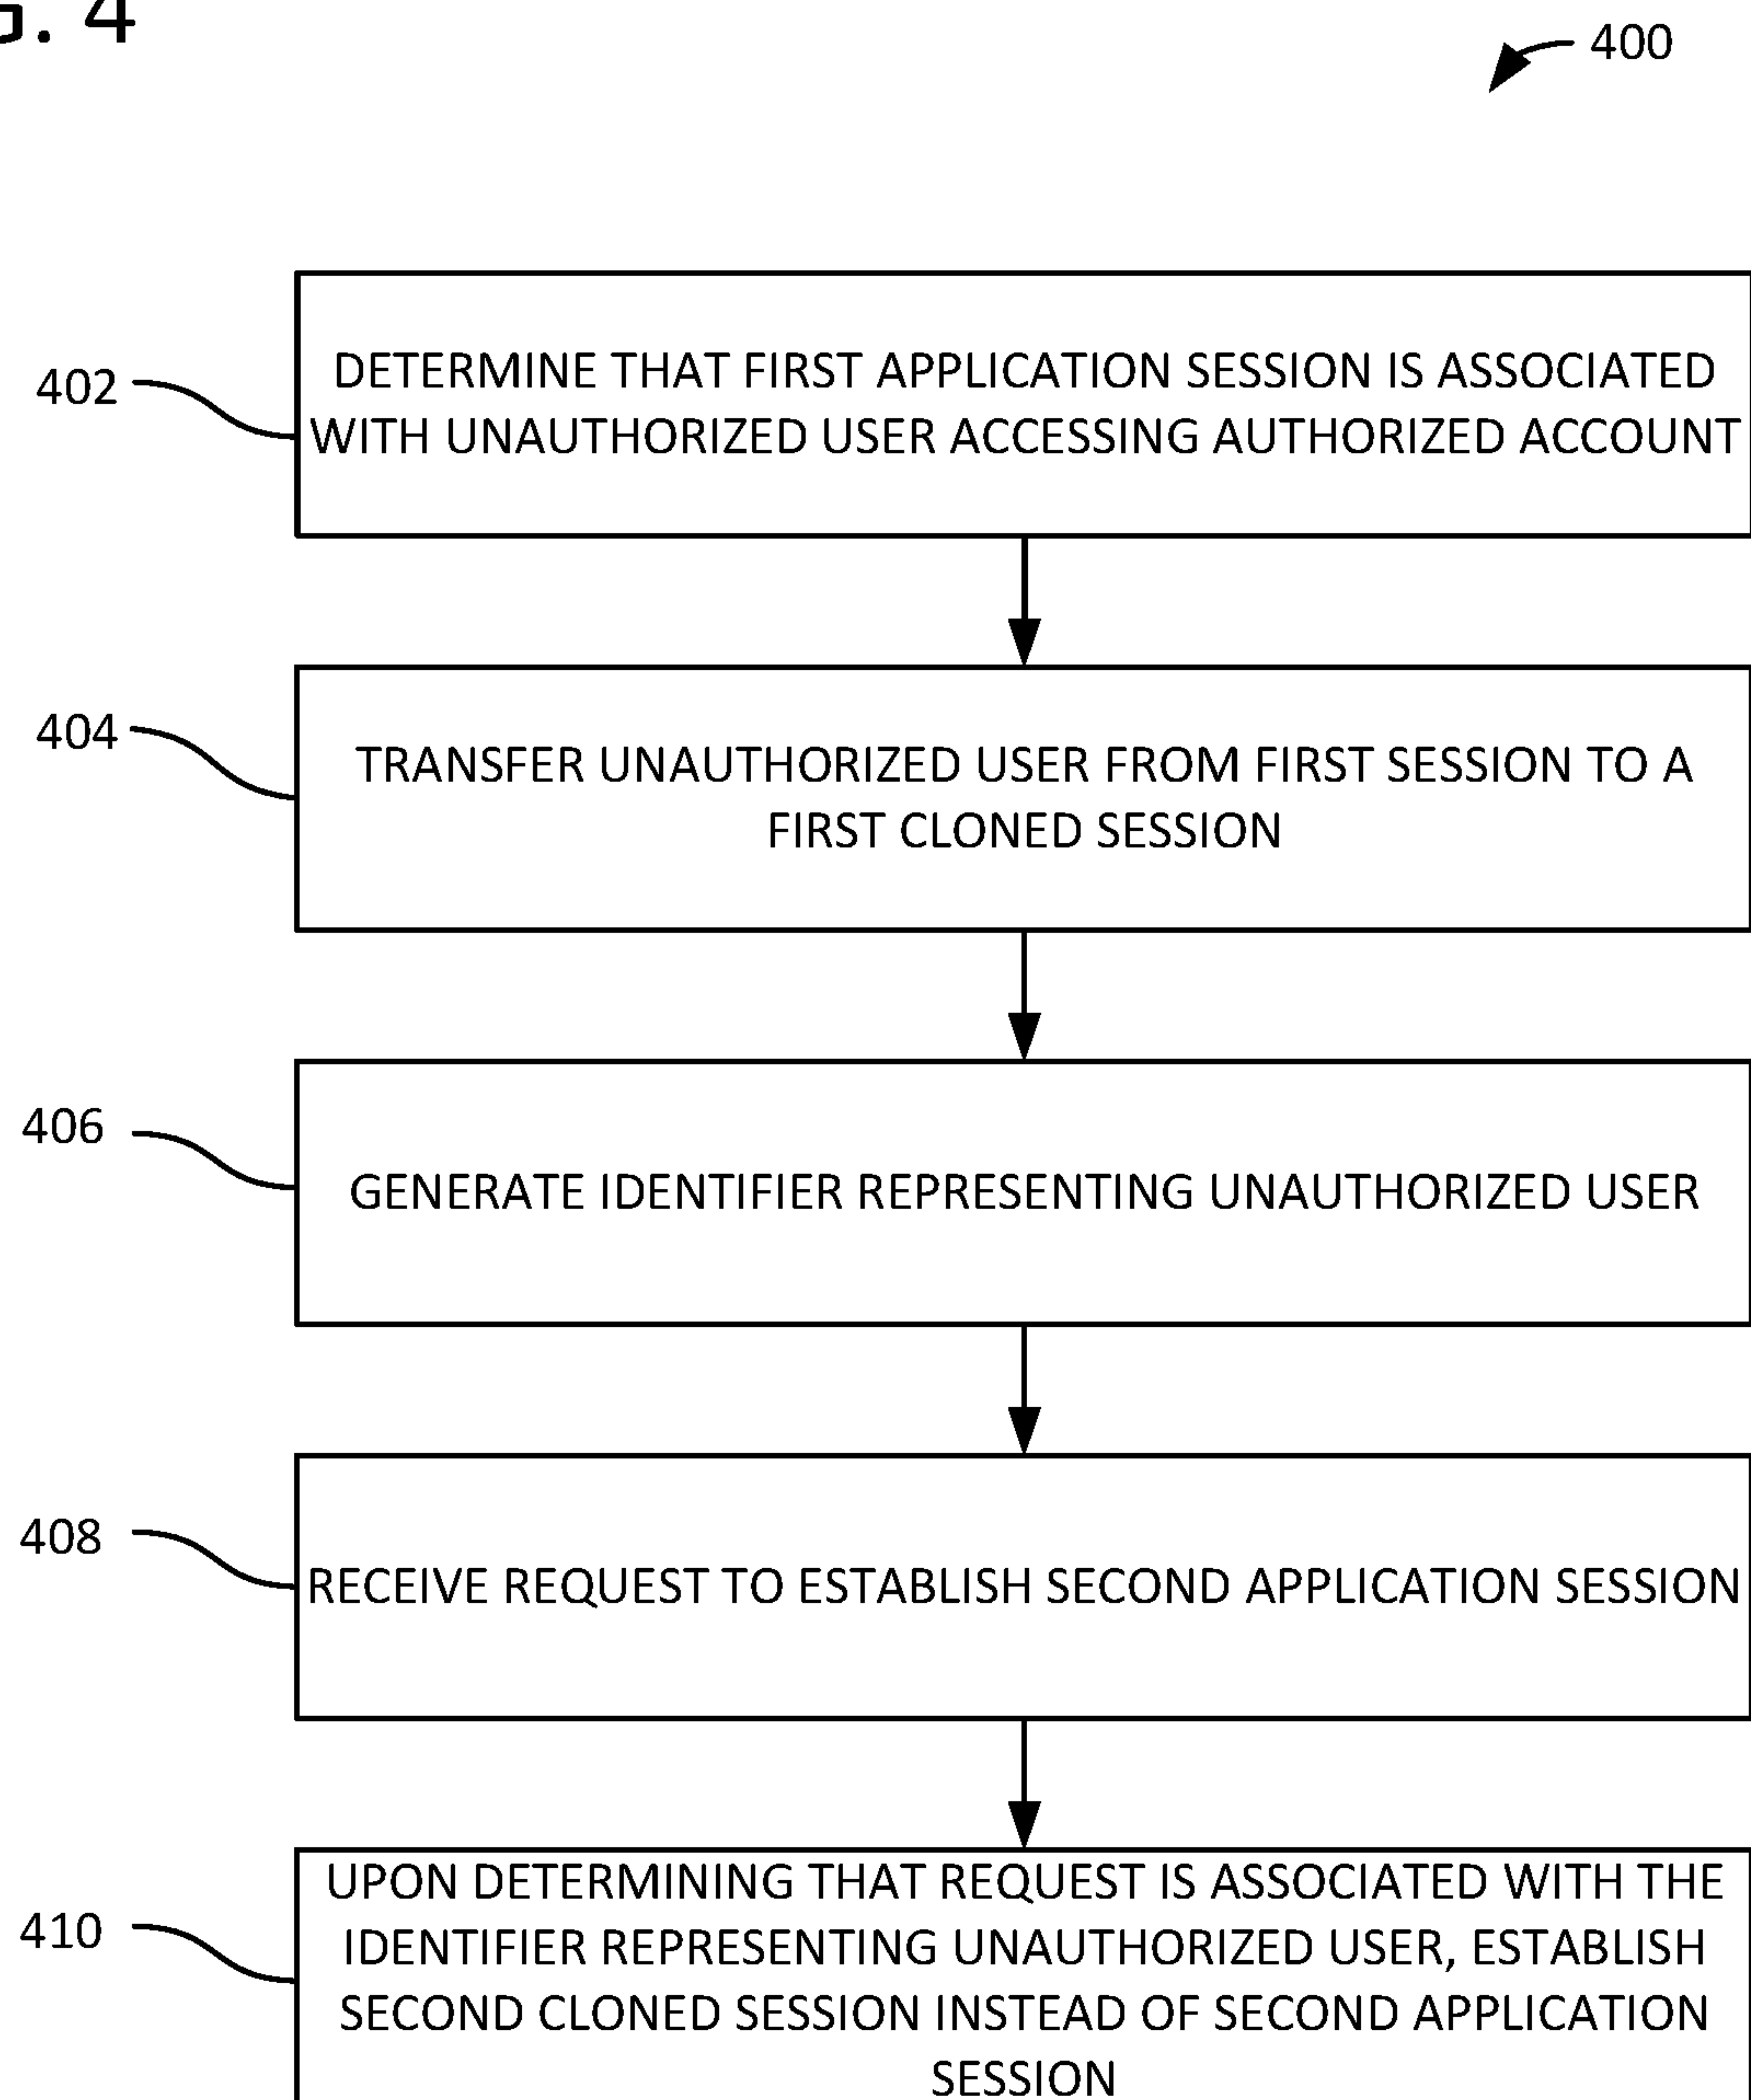 G. 4
400
402
DETERMINE THAT FIRST APPLICATION SESSION IS ASSOCIATED
WITH UNAUTHORIZED USER ACCESSING AUTHORIZED ACCOUNT
404
TRANSFER UNAUTHORIZED USER FROM FIRST SESSION TO A
FIRST CLONED SESSION
406
GENERATE IDENTIFIER REPRESENTING UNAUTHORIZED USER
408
RECEIVE REQUEST TO ESTABLISH SECOND APPLICATION SESSION
410
UPON DETERMINING THAT REQUEST IS ASSOCIATED WITH THE
IDENTIFIER REPRESENTING UNAUTHORIZED USER, ESTABLISH
SECOND CLONED SESSION INSTEAD OF SECOND APPLICATION
SESSION